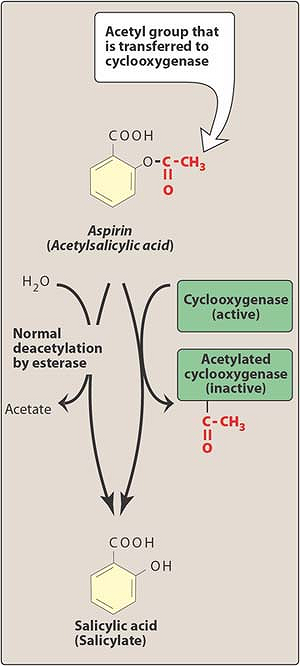 Acetyl group that
is transferred to
cyclooxygenase
COOH
O-C-CH3
O
Aspirin
(Acetylsalicylic acid)
H2O
Cyclooxygenase
(active)
Normal
deacetylation
by esterase
Acetylated
cyclooxygenase
(inactive)
Acetate
C-CH3
O
COOH
OH
Salicylic acid
(Salicylate)